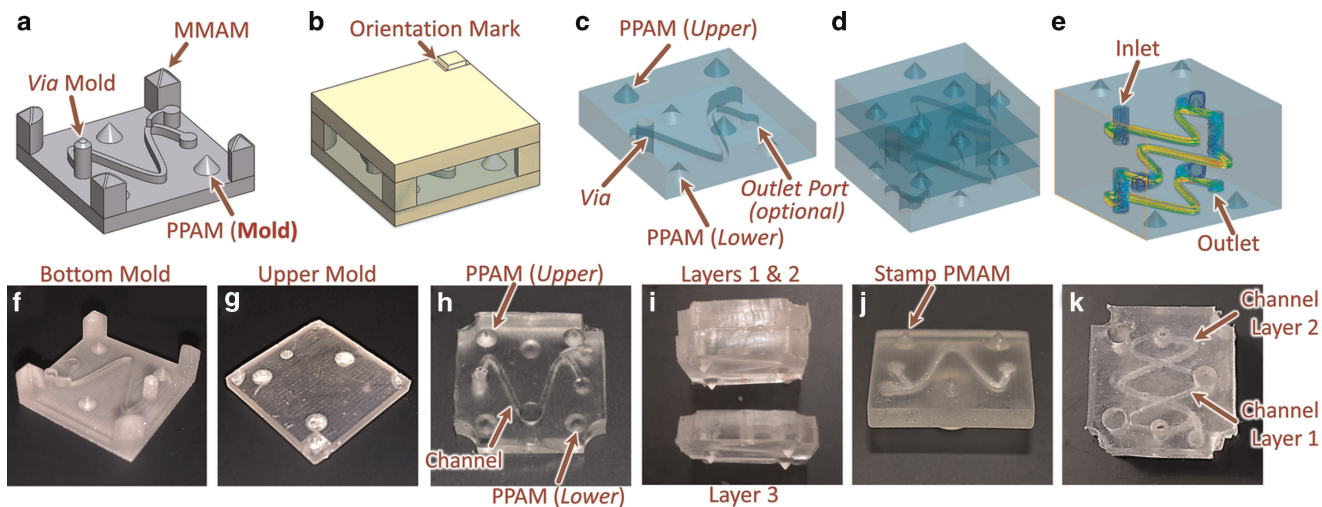 a
MMAM
Via Mold
PPAM (Mold)
b
Orientation Mark
c
PPAM (Upper)
Via
Outlet Port
(optional)
PPAM (Lower)
d
e
Inlet
Outlet
Bottom Mold
f
Upper Mold
g
PPAM (Upper)
h
Channel
PPAM (Lower)
Layers 1 & 2
i
Layer 3
Stamp PMAM
j
k
Channel
Layer 2
Channel
Layer 1